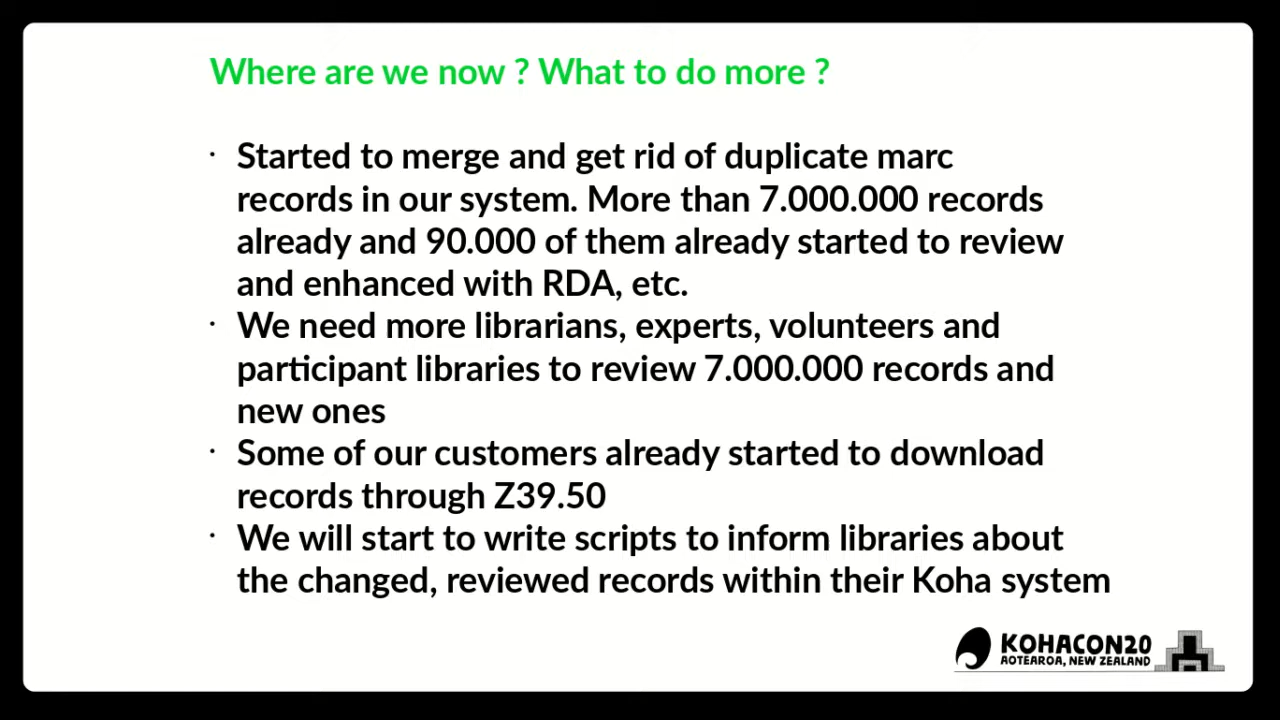 Where are we now ? What to do more ?
· Started to merge and get rid of duplicate marc
records in our system. More than 7.000.000 records
already and 90.000 of them already started to review
and enhanced with RDA, etc.
· We need more librarians, experts, volunteers and
participant libraries to review 7.000.000 records and
new ones
· Some of our customers already started to download
records through Z39.50
· We will start to write scripts to inform libraries about
the changed, reviewed records within their Koha system
KOHACON20
AOTEAROA, NEW ZEALAND